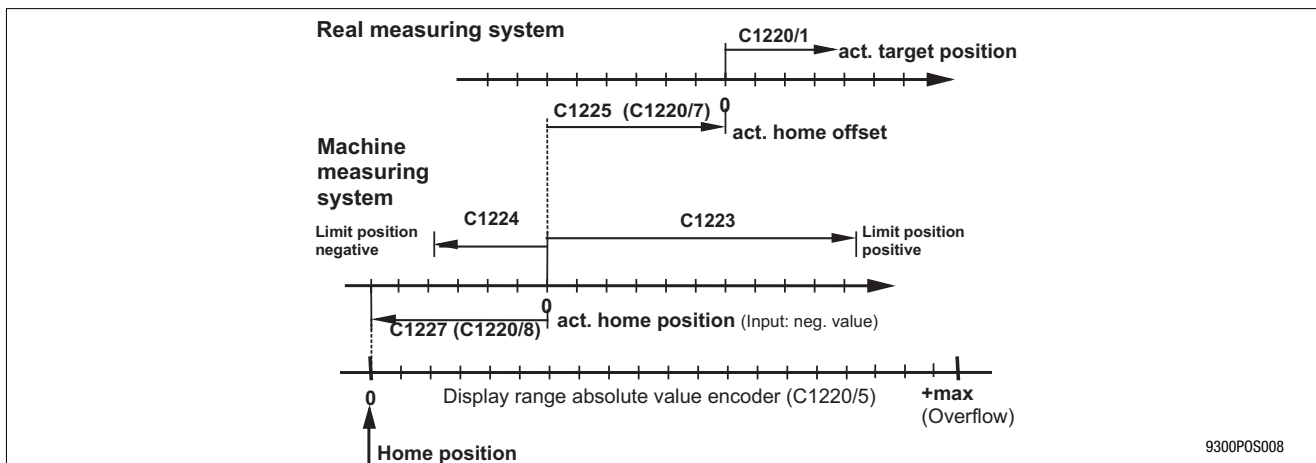 Real measuring system
C1220/1
act. target position
0
C1225 (C1220/7)
act. home offset
Machine
measuring
system
C1224
C1223
Limit position
negative
Limit position
positive
0
C1227 (C1220/8)
act. home position (Input: neg. value)
0
Display range absolute value encoder (C1220/5)
+max
(Overflow)
Home position
9300POS008